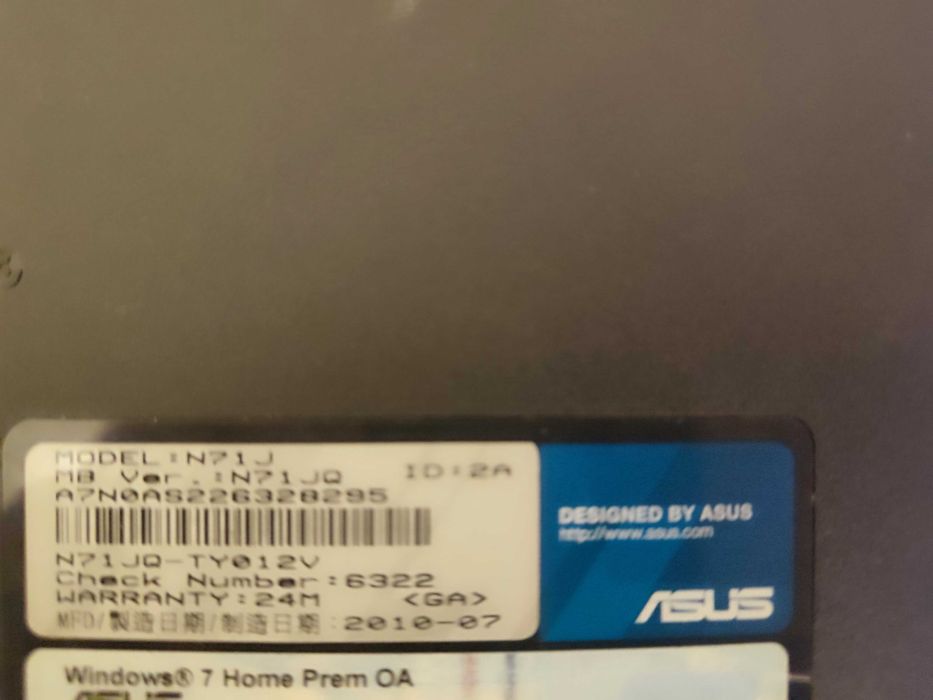 MODEL:N71J
MB Ver.:N71JQ ID:2A
A7N0AS226328295
N71JQ-TY012V
Check Number:6322
WARRANTY:24M <GA>
MFD/製造日期/制造日期:2010-07
DESIGNED BY ASUS
http://www.asus.com
ASUS
Windows® 7 Home Prem OA
ASUS